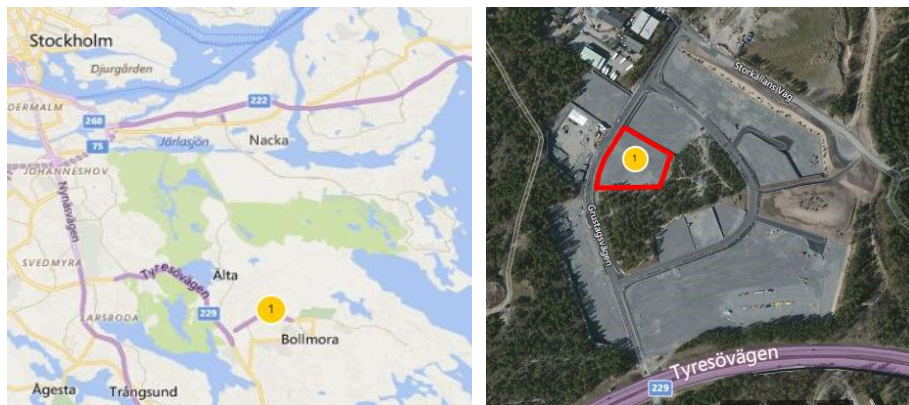 Stockholm
Djurgården
222
DERMALM
260
Järlasjön
Nacka
75
JOHANNESHOV
Nynäsvägen
SVEDMYRA
Tyresövägen
Älta
229
1
LARSBODA
Bollmora
Ågesta
Trångsund
Storkällans Väg
1
Grustagsvägen
Tyresövägen
229